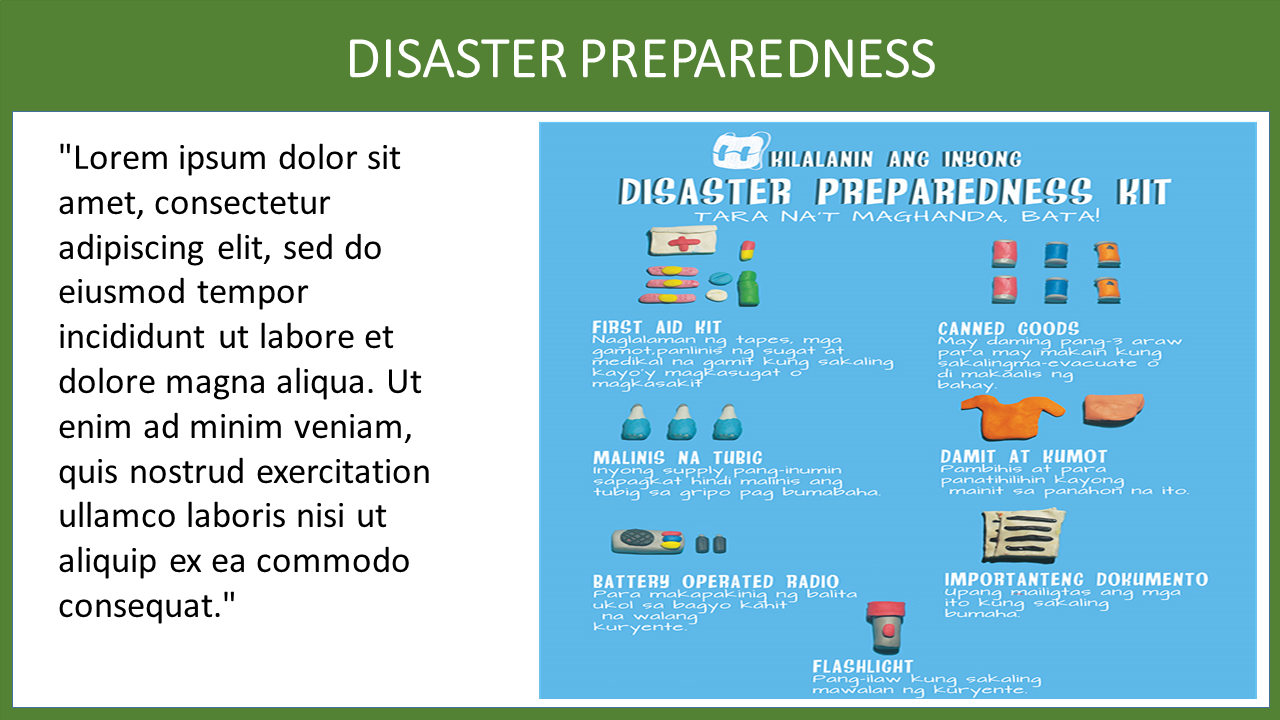 DISASTER PREPAREDNESS
"Lorem ipsum dolor sit
amet, consectetur
adipiscing elit, sed do
eiusmod tempor
incididunt ut labore et
dolore magna aliqua. Ut
enim ad minim veniam,
quis nostrud exercitation
ullamco laboris nisi ut
aliquip ex ea commodo
consequat."
KILALANIN ANG INYONG
DISASTER PREPAREDNESS KIT
TARA NA'T MAGHANDA, BATA!
FIRST AID KIT
Naglalaman ng tapes, mga
gamot,panlinis ng sugat at
medikal na gamit kung sakaling
kayo'y magkasugat o
magkasakit
CANNED GOODS
May daming pang-3 araw
para may makain kung
sakalingma-evacuate o
di makaalis ng
bahay.
MALINIS NA TUBIG
Inyong supply pang-inumin
sapagkat hindi malinis ang
tubig sa gripo pag bumabaha.
DAMIT AT KUMOT
Pambihis at para
panatihilihin kayong
mainit sa panahon na ito.
BATTERY OPERATED RADIO
Para makapakinig ng balita
ukol sa bagyo kahit
na walang
kuryente.
IMPORTANTENG DOKUMENTO
Upang mailigtas ang mga
ito kung sakaling
bumaha.
FLASHLIGHT
Pang-ilaw kung sakaling
mawalan ng kuryente.